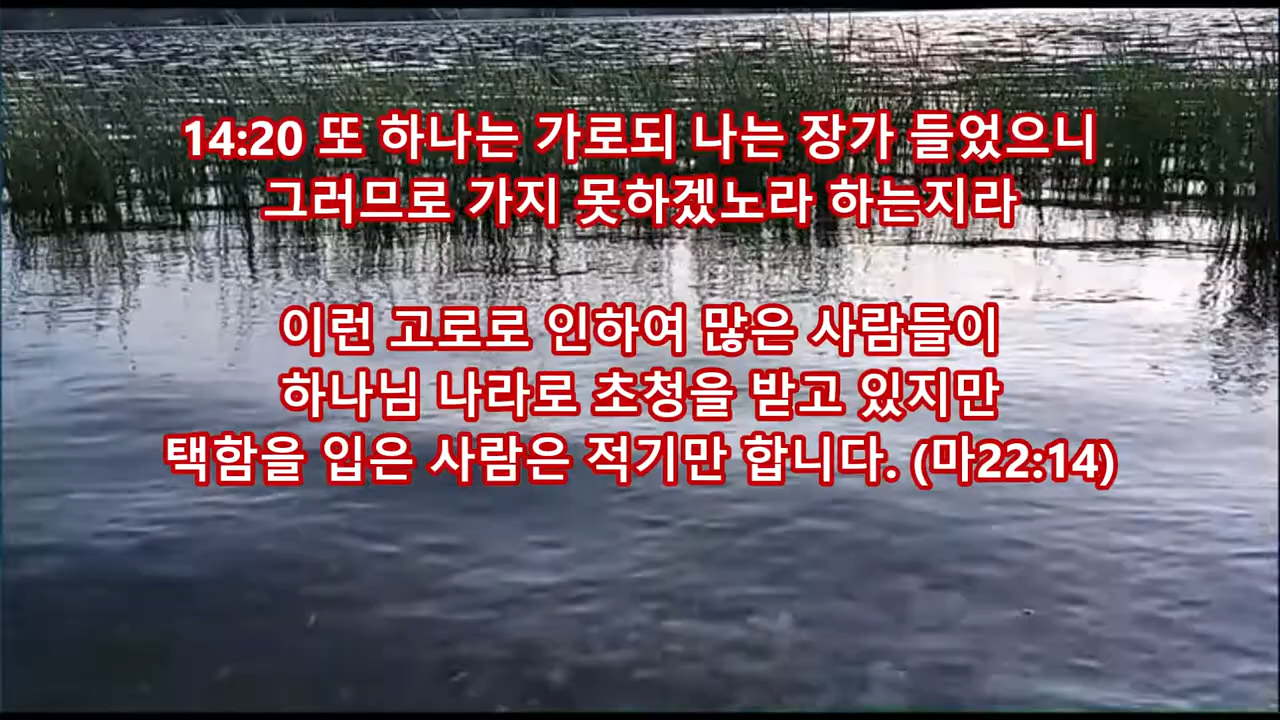 14:20 또 하나는 가로되 나는 장가 들었으니
그러므로 가지 못하겠노라 하는지라
이런 고로로 인하여 많은 사람들이
하나님 나라로 초청을 받고 있지만
택함을 입은 사람은 적기만 합니다. (마22:14)